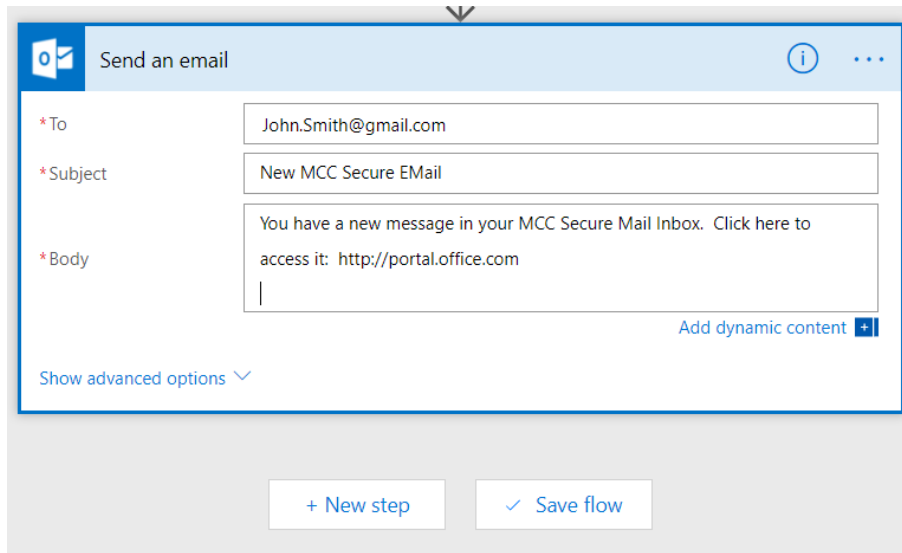 Send an email
*To
John.Smith@gmail.com
*Subject
New MCC Secure EMail
*Body
You have a new message in your MCC Secure Mail Inbox.  Click here to
access it:  http://portal.office.com
Add dynamic content
Show advanced options
+ New step
Save flow